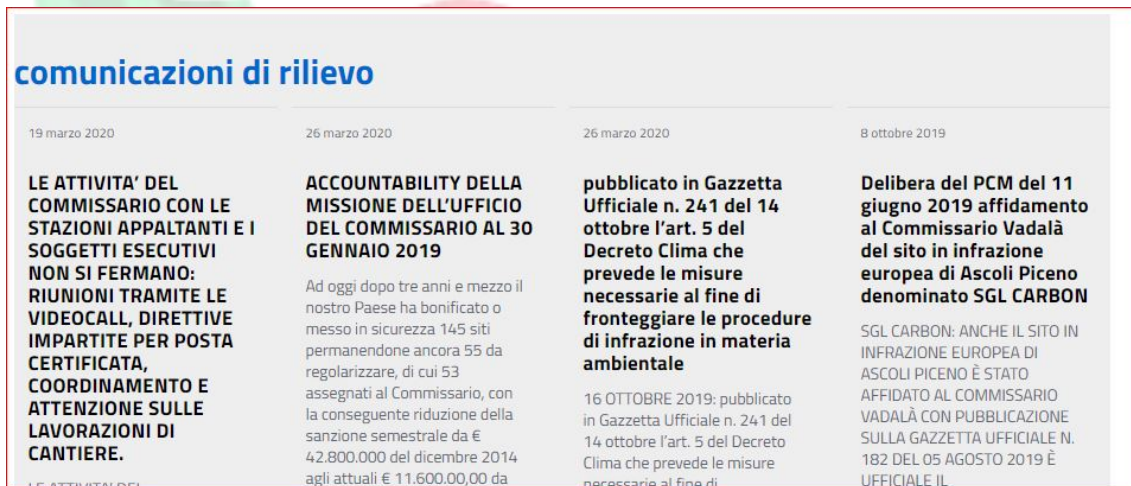 comunicazioni di rilievo
19 marzo 2020
LE ATTIVITA’ DEL
COMMISSARIO CON LE
STAZIONI APPALTANTI E I
SOGGETTI ESECUTIVI
NON SI FERMANO:
RIUNIONI TRAMITE LE
VIDEOCALL, DIRETTIVE
IMPARTITE PER POSTA
CERTIFICATA,
COORDINAMENTO E
ATTENZIONE SULLE
LAVORAZIONI DI
CANTIERE.
LE ATTIVITA’ DEL
26 marzo 2020
ACCOUNTABILITY DELLA
MISSIONE DELL’UFFICIO
DEL COMMISSARIO AL 30
GENNAIO 2019
Ad oggi dopo tre anni e mezzo il
nostro Paese ha bonificato o
messo in sicurezza 145 siti
permanendone ancora 55 da
regolarizzare, di cui 53
assegnati al Commissario, con
la conseguente riduzione della
sanzione semestrale da €
42.800.000 del dicembre 2014
agli attuali € 11.600.00,00 da
26 marzo 2020
pubblicato in Gazzetta
Ufficiale n. 241 del 14
ottobre l’art. 5 del
Decreto Clima che
prevede le misure
necessarie al fine di
fronteggiare le procedure
di infrazione in materia
ambientale
16 OTTOBRE 2019: pubblicato
in Gazzetta Ufficiale n. 241 del
14 ottobre l’art. 5 del Decreto
Clima che prevede le misure
necessarie al fine di
8 ottobre 2019
Delibera del PCM del 11
giugno 2019 affidamento
al Commissario Vadalà
del sito in infrazione
europea di Ascoli Piceno
denominato SGL CARBON
SGL CARBON: ANCHE IL SITO IN
INFRAZIONE EUROPEA DI
ASCOLI PICENO È STATO
AFFIDATO AL COMMISSARIO
VADALÀ CON PUBBLICAZIONE
SULLA GAZZETTA UFFICIALE N.
182 DEL 05 AGOSTO 2019 È
UFFICIALE IL